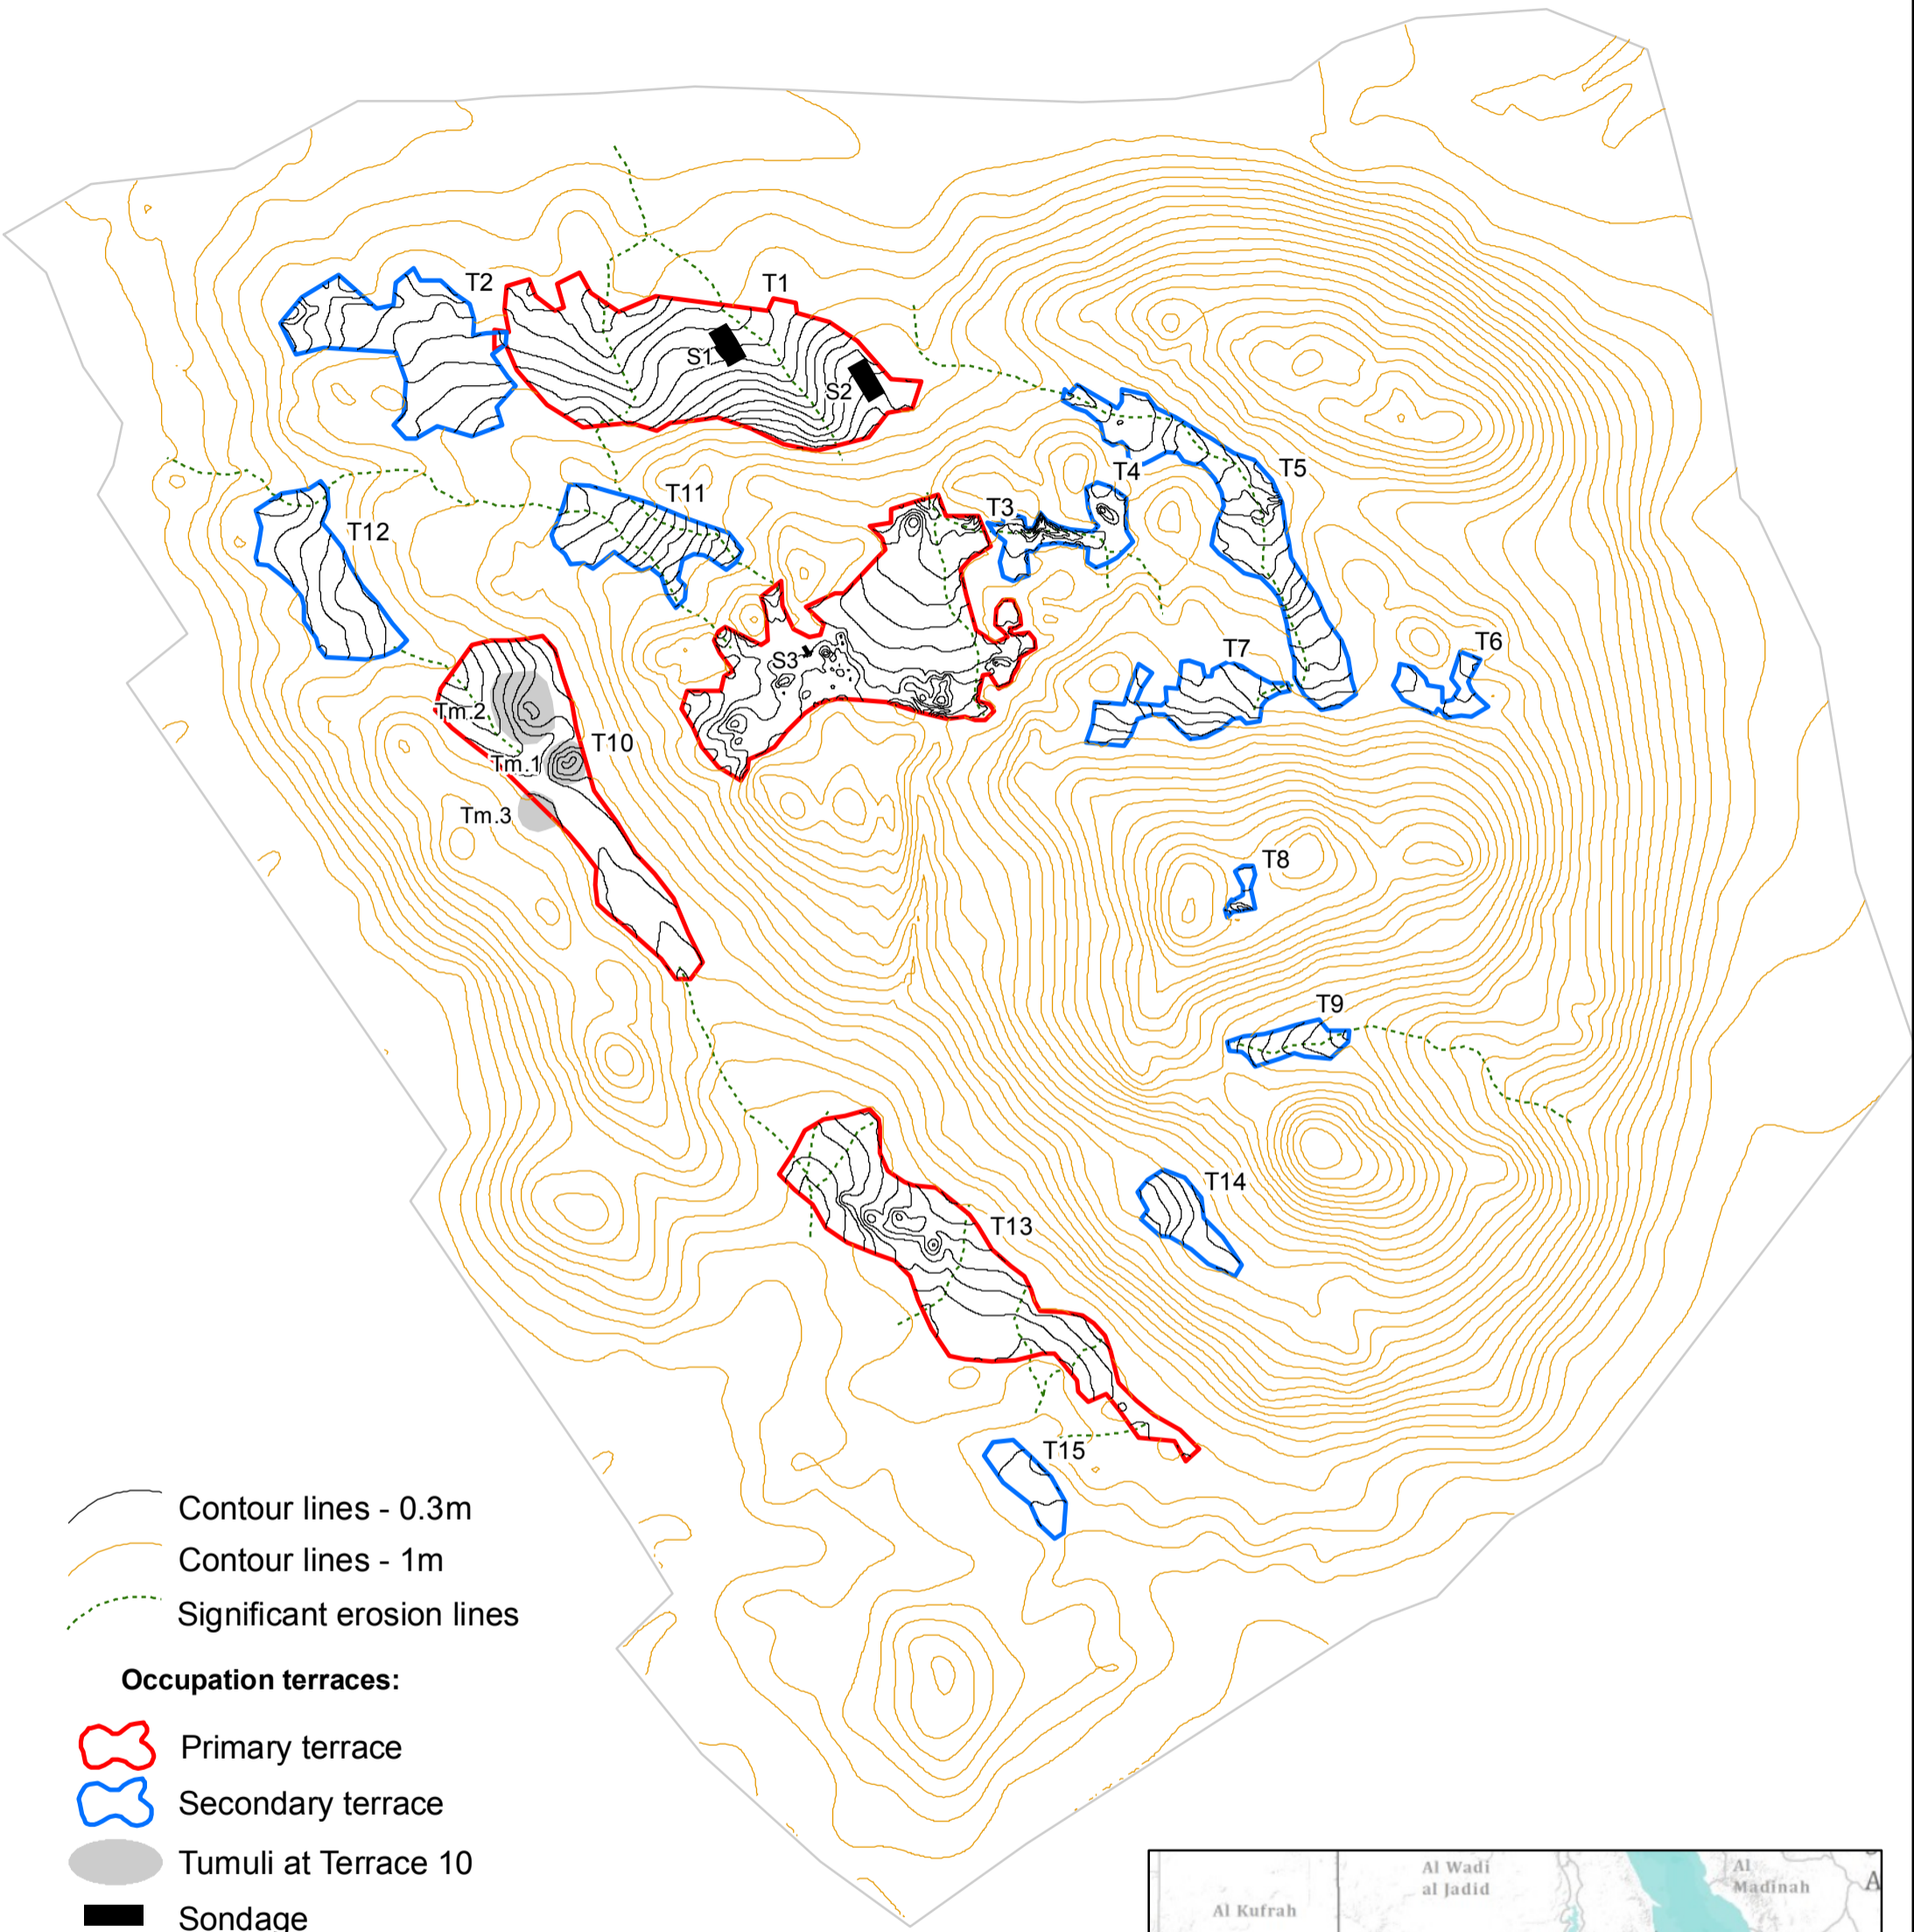 T2
T1
S1
S2
T5
T4
T11
T3
T12
T6
T7
S3
Tm.2
T10
Tm.1
Tm.3
T8
T9
T14
T13
T15
Contour lines - 0.3m
Contour lines - 1m
Significant erosion lines
Occupation terraces:
Primary terrace
Secondary terrace
Tumuli at Terrace 10
Sondage
Al Wadi
al Jadid
Al
Madinah
A
Al Kufrah